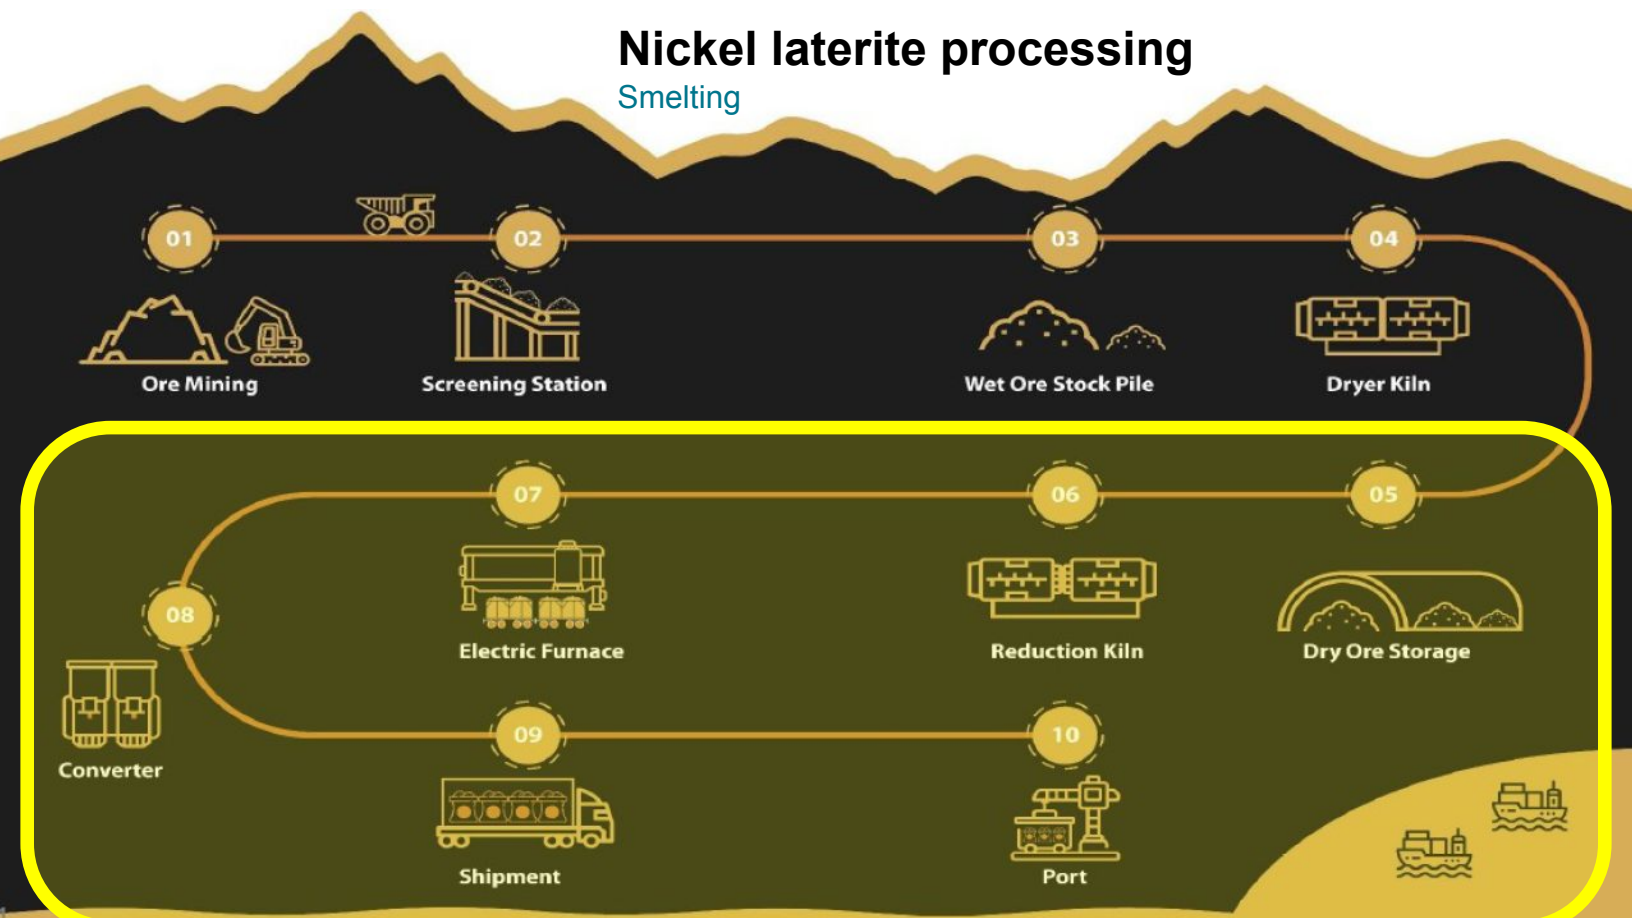 Nickel laterite processing
Smelting
01
02
03
04
Ore Mining
Screening Station
Wet Ore Stock Pile
Dryer Kiln
07
06
05
08
Electric Furnace
Reduction Kiln
Dry Ore Storage
09
10
Converter
Shipment
Port